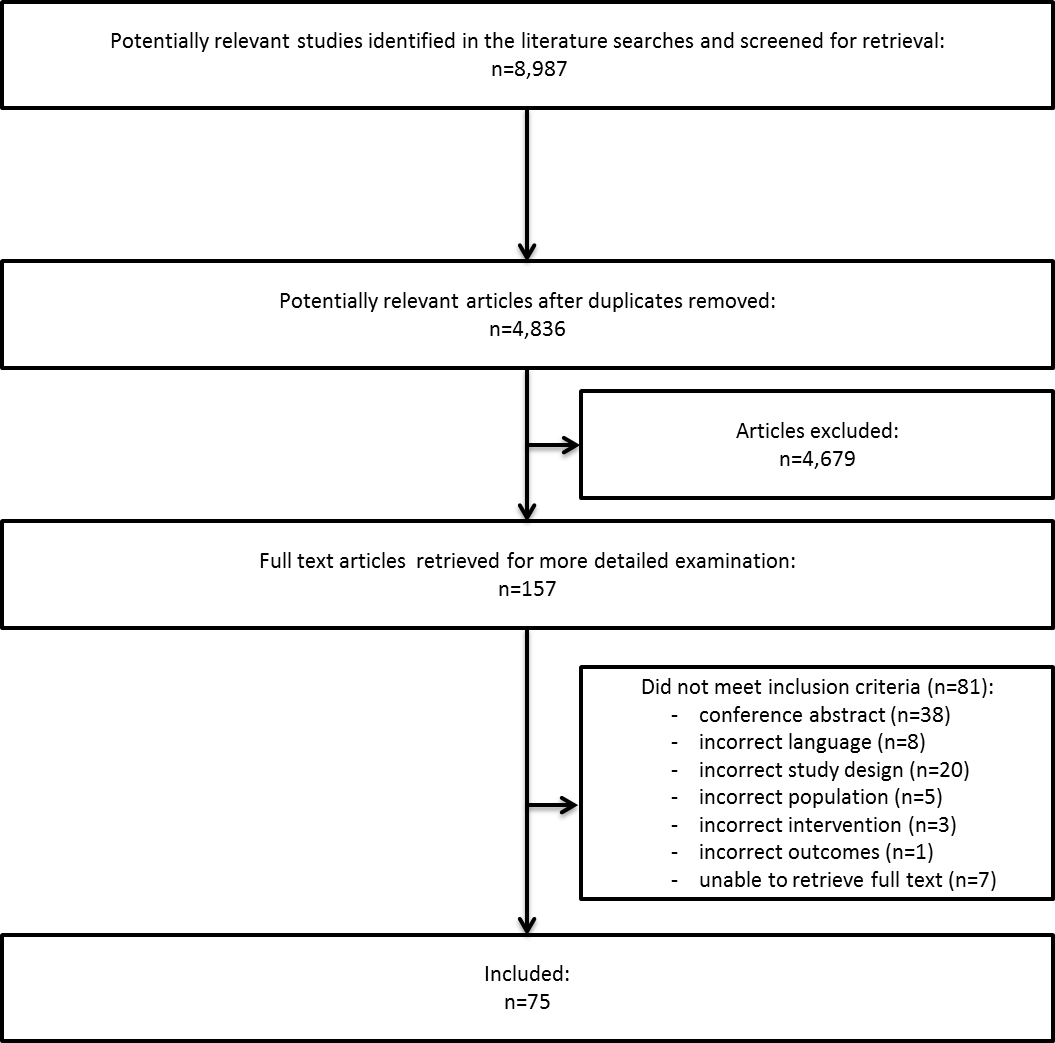 Potentially relevant studies identified in the literature searches and screened for retrieval:
n=8,987
Potentially relevant articles after duplicates removed:
n=4,836
Articles excluded:
n=4,679
Full text articles retrieved for more detailed examination:
n=157
Did not meet inclusion criteria (n=81):
- conference abstract (n=38)
- incorrect language (n=8)
- incorrect study design (n=20)
- incorrect population (n=5)
- incorrect intervention (n=3)
- incorrect outcomes (n=1)
- unable to retrieve full text (n=7)
Included:
n=75